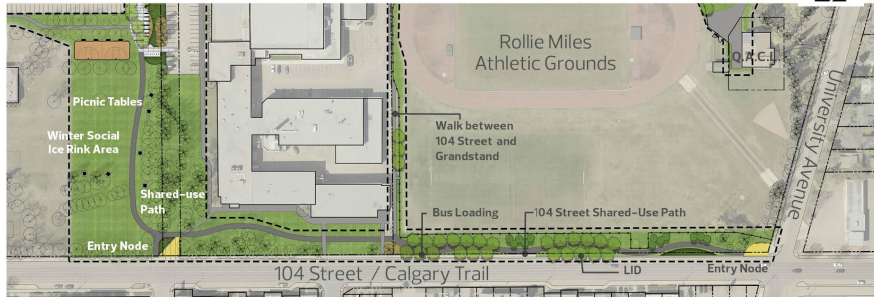 Rollie Miles
Athletic Grounds
Q.A.C.L.
University Avenue
Picnic Tables
Winter Social
Ice Rink Area
Walk between
104 Street and
Grandstand
Shared-use
Path
Bus Loading
104 Street Shared-Use Path
Entry Node
LID
Entry Node
104 Street / Calgary Trail